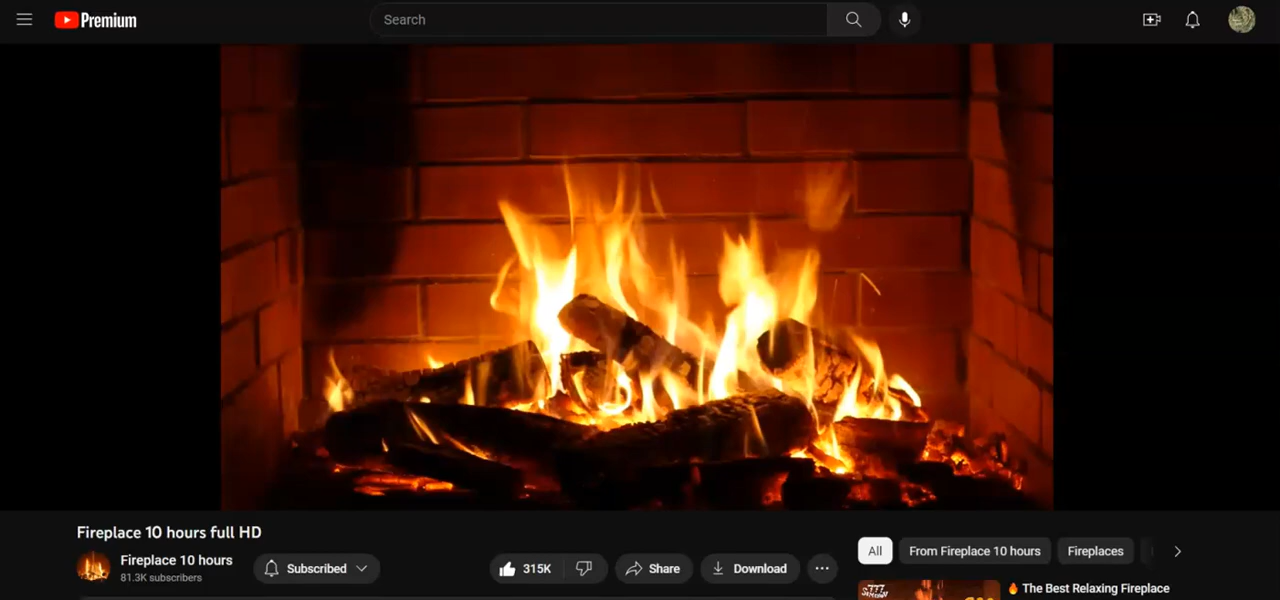 Premium
Search
Fireplace 10 hours full HD
Fireplace 10 hours
81.3K subscribers
Subscribed
315K
Share
Download
All
From Fireplace 10 hours
Fireplaces
🔥 The Best Relaxing Fireplace